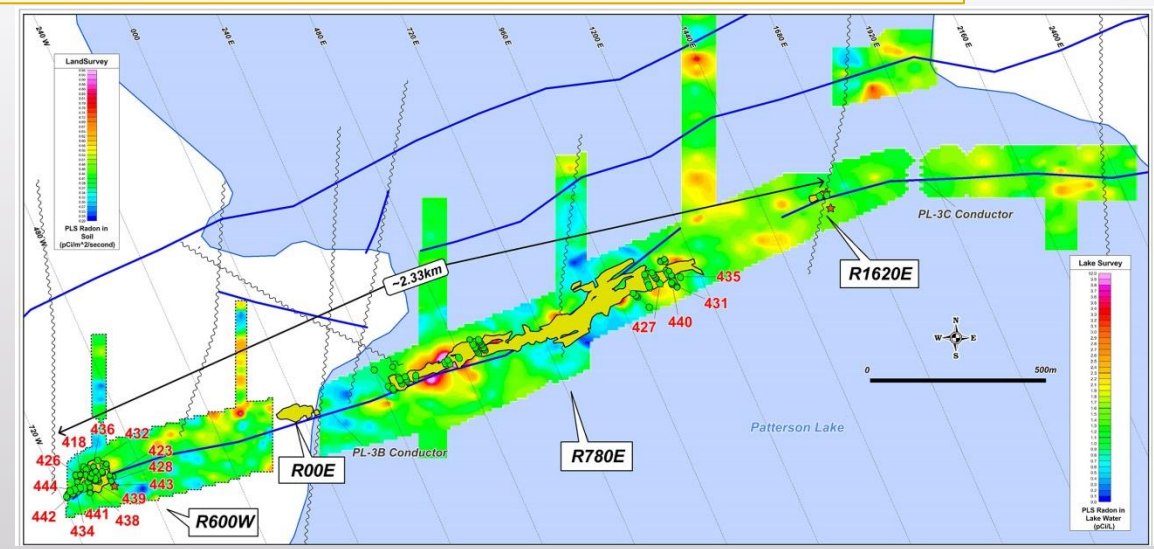 240 W
000
240 E
480 E
720 E
960 E
1200 E
1440 E
1680 E
1920 E
2160 E
2400 E
480 W
720 W
LandSurvey
PLS Radon in
Soil
(pCi/m^2/second)
~2.33km
PL-3C Conductor
R1620E
435
431
440
427
N
W
E
S
0
500m
Patterson Lake
R780E
PL-3B Conductor
R00E
R600W
436
432
418
423
426
428
444
443
439
442
441
438
434
Lake Survey
PLS Radon in
Lake Water
(pCi/L)